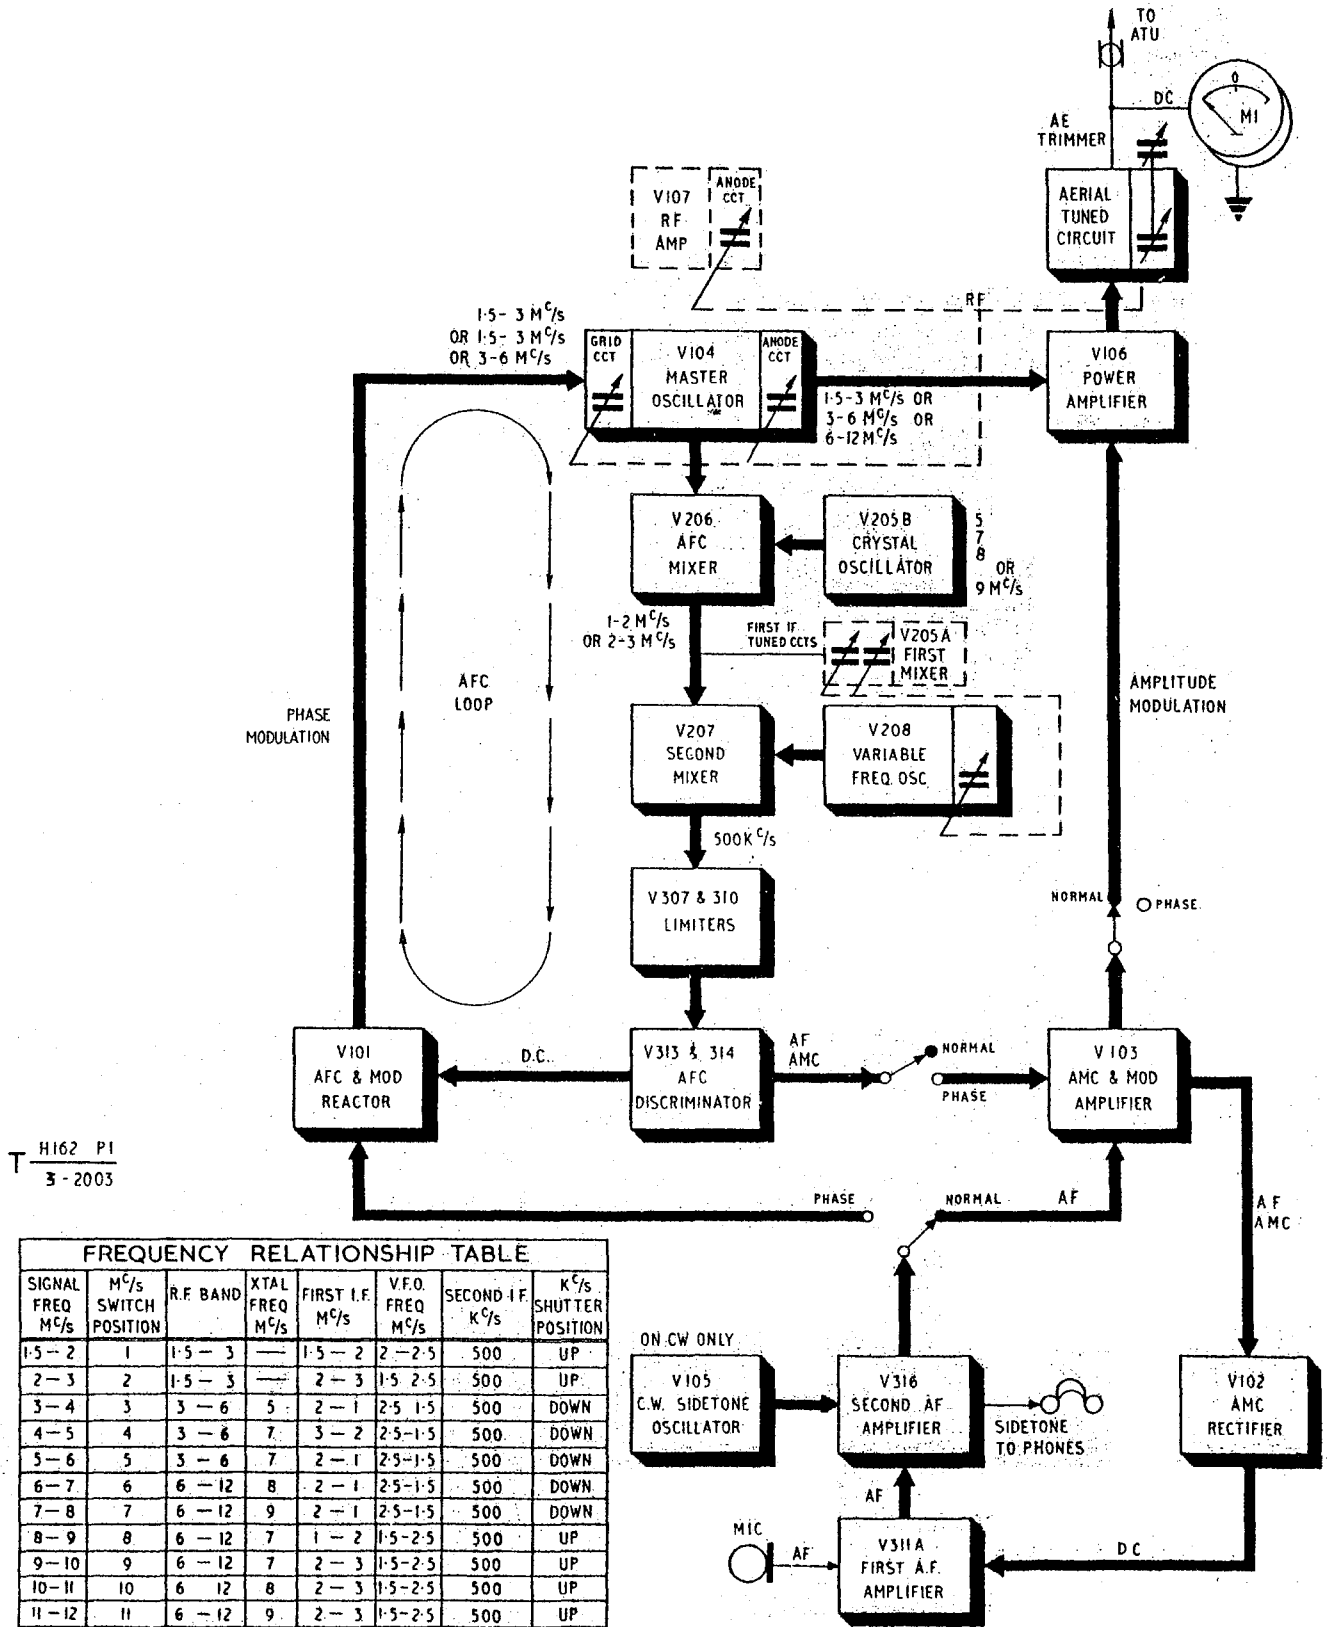 TO
ATU
DC
0
M1
AE
TRIMMER
AERIAL
TUNED
CIRCUIT
V107
RF
AMP
ANODE
CCT
RF
1·5- 3 Mc/s
OR 1·5- 3 Mc/s
OR 3-6 Mc/s
GRID
CCT
V104
MASTER
OSCILLATOR
ANODE
CCT
1·5-3 Mc/s OR
3-6 Mc/s OR
6-12 Mc/s
V106
POWER
AMPLIFIER
V206
AFC
MIXER
V205B
CRYSTAL
OSCILLATOR
5
7
8
OR
9 Mc/s
1-2 Mc/s
OR 2-3 Mc/s
FIRST IF
TUNED CCTS
V205A
FIRST
MIXER
AFC
LOOP
PHASE
MODULATION
AMPLITUDE
MODULATION
V207
SECOND
MIXER
V208
VARIABLE
FREQ. OSC
500 Kc/s
V307 & 310
LIMITERS
NORMAL
PHASE
V101
AFC & MOD
REACTOR
D.C.
V313 & 314
AFC
DISCRIMINATOR
AF
AMC
NORMAL
PHASE
V103
AMC & MOD
AMPLIFIER
T H162 P1
3-2003
PHASE
NORMAL
AF
AF
AMC
FREQUENCY RELATIONSHIP TABLE
SIGNAL FREQ Mc/s | Mc/s SWITCH POSITION | R.F. BAND | XTAL FREQ Mc/s | FIRST I.F. Mc/s | V.F.O. FREQ Mc/s | SECOND I.F. Kc/s | Kc/s SHUTTER POSITION
1·5-2 | 1 | 1·5-3 | — | 1·5-2 | 2-2·5 | 500 | UP
2-3 | 2 | 1·5-3 | — | 2-3 | 1·5 2·5 | 500 | UP
3-4 | 3 | 3-6 | 5 | 2-1 | 2·5 1·5 | 500 | DOWN
4-5 | 4 | 3-6 | 7 | 3-2 | 2·5-1·5 | 500 | DOWN
5-6 | 5 | 3-6 | 7 | 2-1 | 2·5-1·5 | 500 | DOWN
6-7 | 6 | 6-12 | 8 | 2-1 | 2·5-1·5 | 500 | DOWN
7-8 | 7 | 6-12 | 9 | 2-1 | 2·5-1·5 | 500 | DOWN
8-9 | 8 | 6-12 | 7 | 1-2 | 1·5-2·5 | 500 | UP
9-10 | 9 | 6-12 | 7 | 2-3 | 1·5-2·5 | 500 | UP
10-11 | 10 | 6 12 | 8 | 2-3 | 1·5-2·5 | 500 | UP
11-12 | 11 | 6-12 | 9 | 2-3 | 1·5-2·5 | 500 | UP
ON CW ONLY
V105
C.W. SIDETONE
OSCILLATOR
V316
SECOND AF
AMPLIFIER
SIDETONE
TO PHONES
V102
AMC
RECTIFIER
AF
MIC
AF
V311A
FIRST A.F.
AMPLIFIER
DC